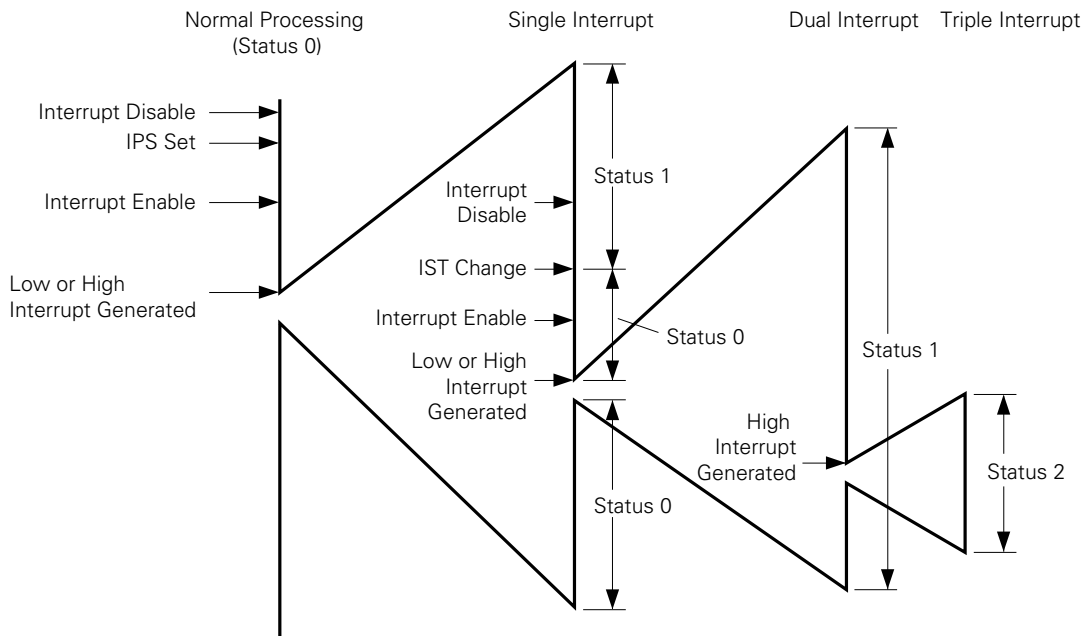 Normal Processing
(Status 0)
Single Interrupt
Dual Interrupt
Triple Interrupt
Interrupt Disable
IPS Set
Interrupt Enable
Low or High
Interrupt Generated
Status 1
Interrupt
Disable
IST Change
Interrupt Enable
Status 0
Low or High
Interrupt
Generated
Status 0
Status 1
High
Interrupt
Generated
Status 2